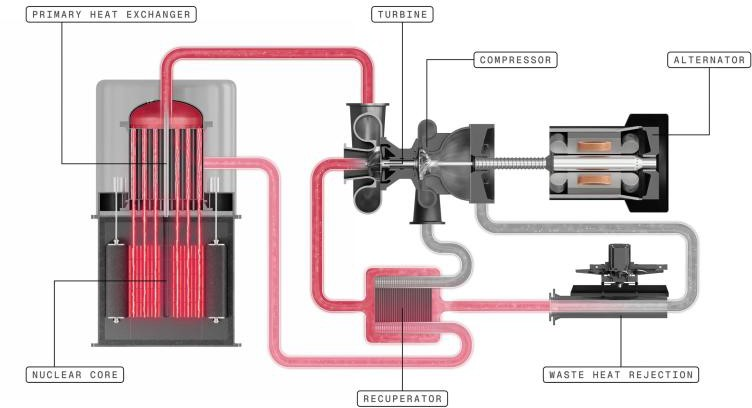 PRIMARY HEAT EXCHANGER
TURBINE
COMPRESSOR
ALTERNATOR
NUCLEAR CORE
RECUPERATOR
WASTE HEAT REJECTION